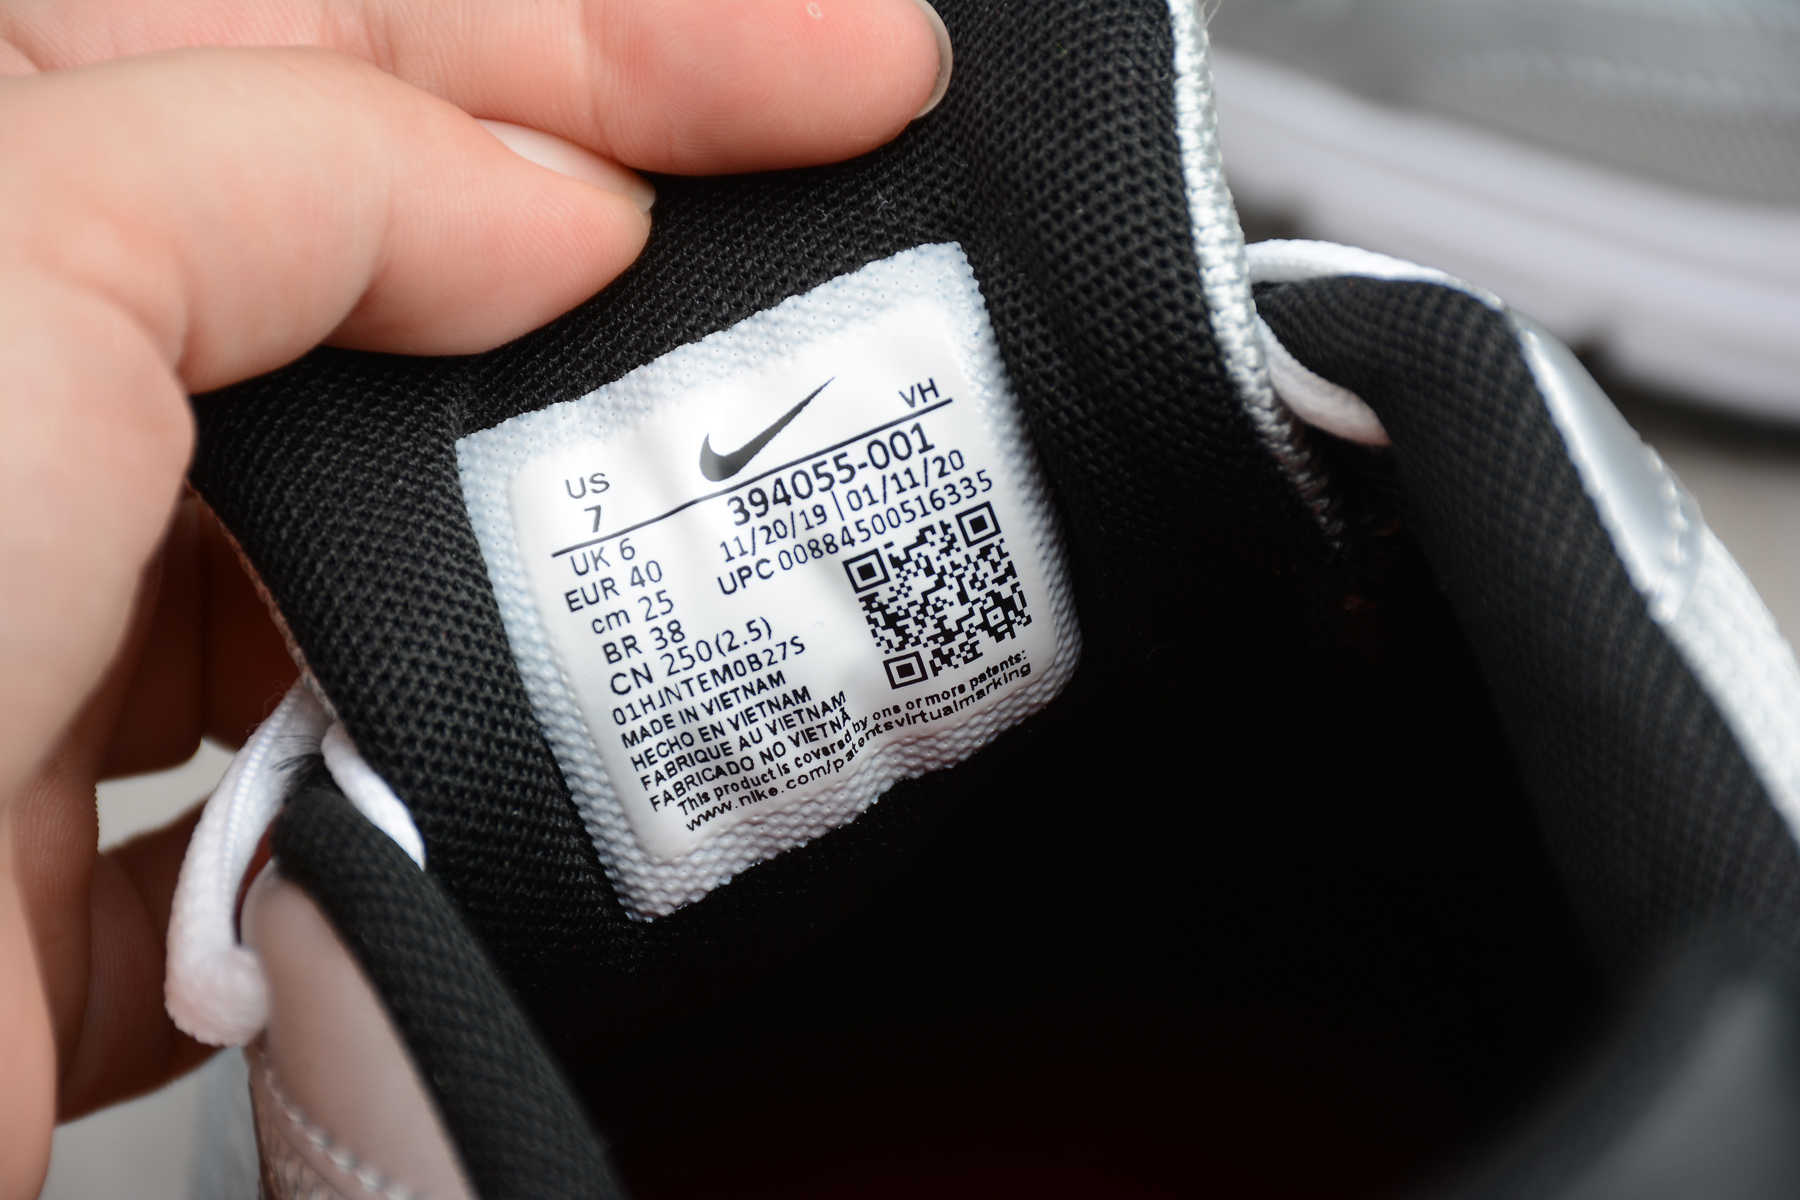 US
7
VH
394055-001
11/20/19 | 01/11/20
UPC 00884500516335
UK 6
EUR 40
cm 25
BR 38
CN 250(2.5)
01HJNTEM0B27S
MADE IN VIETNAM
HECHO EN VIETNAM
FABRIQUE AU VIETNAM
FABRICADO NO VIETNÃ
This product is covered by one or more patents:
www.nike.com/patentsvirtualmarking